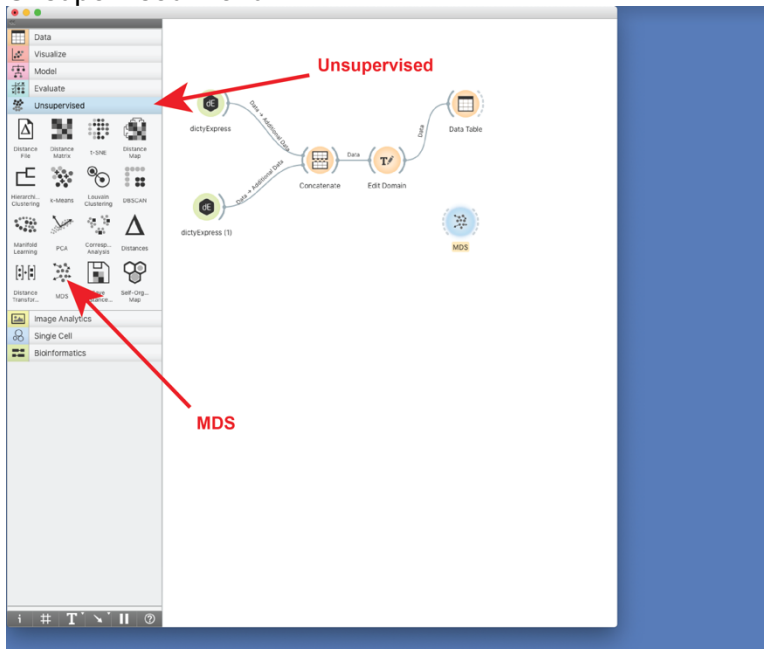 Data
Visualize
Model
Evaluate
Unsupervised
Distance File
Distance Matrix
t-SNE
Distance Map
Hierarchi... Clustering
k-Means
Louvain Clustering
DBSCAN
Manifold Learning
PCA
Corresp... Analysis
Distances
Distance Transfor...
MDS
Self-Org... Map
Image Analytics
Single Cell
Bioinformatics
Unsupervised
MDS
dE
dictyExpress
Data → Additional Data
dE
dictyExpress (1)
Data → Additional Data
Concatenate
Data
Edit Domain
Data
Data Table
MDS
i # T ?